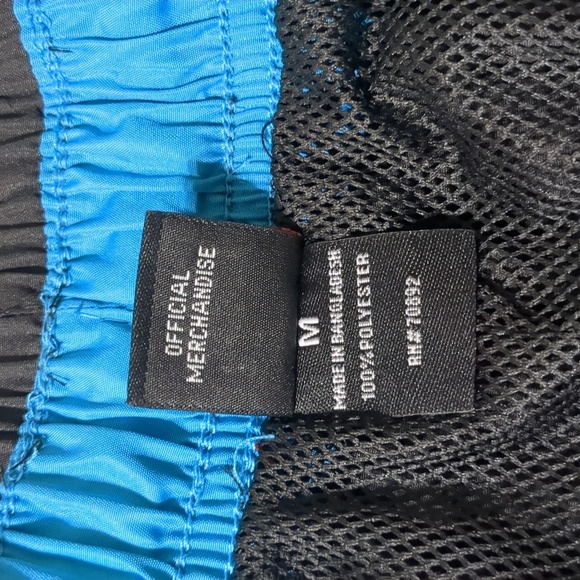 OFFICIAL
MERCHANDISE
M
MADE IN BANGLADESH
100% POLYESTER
RN# 70892